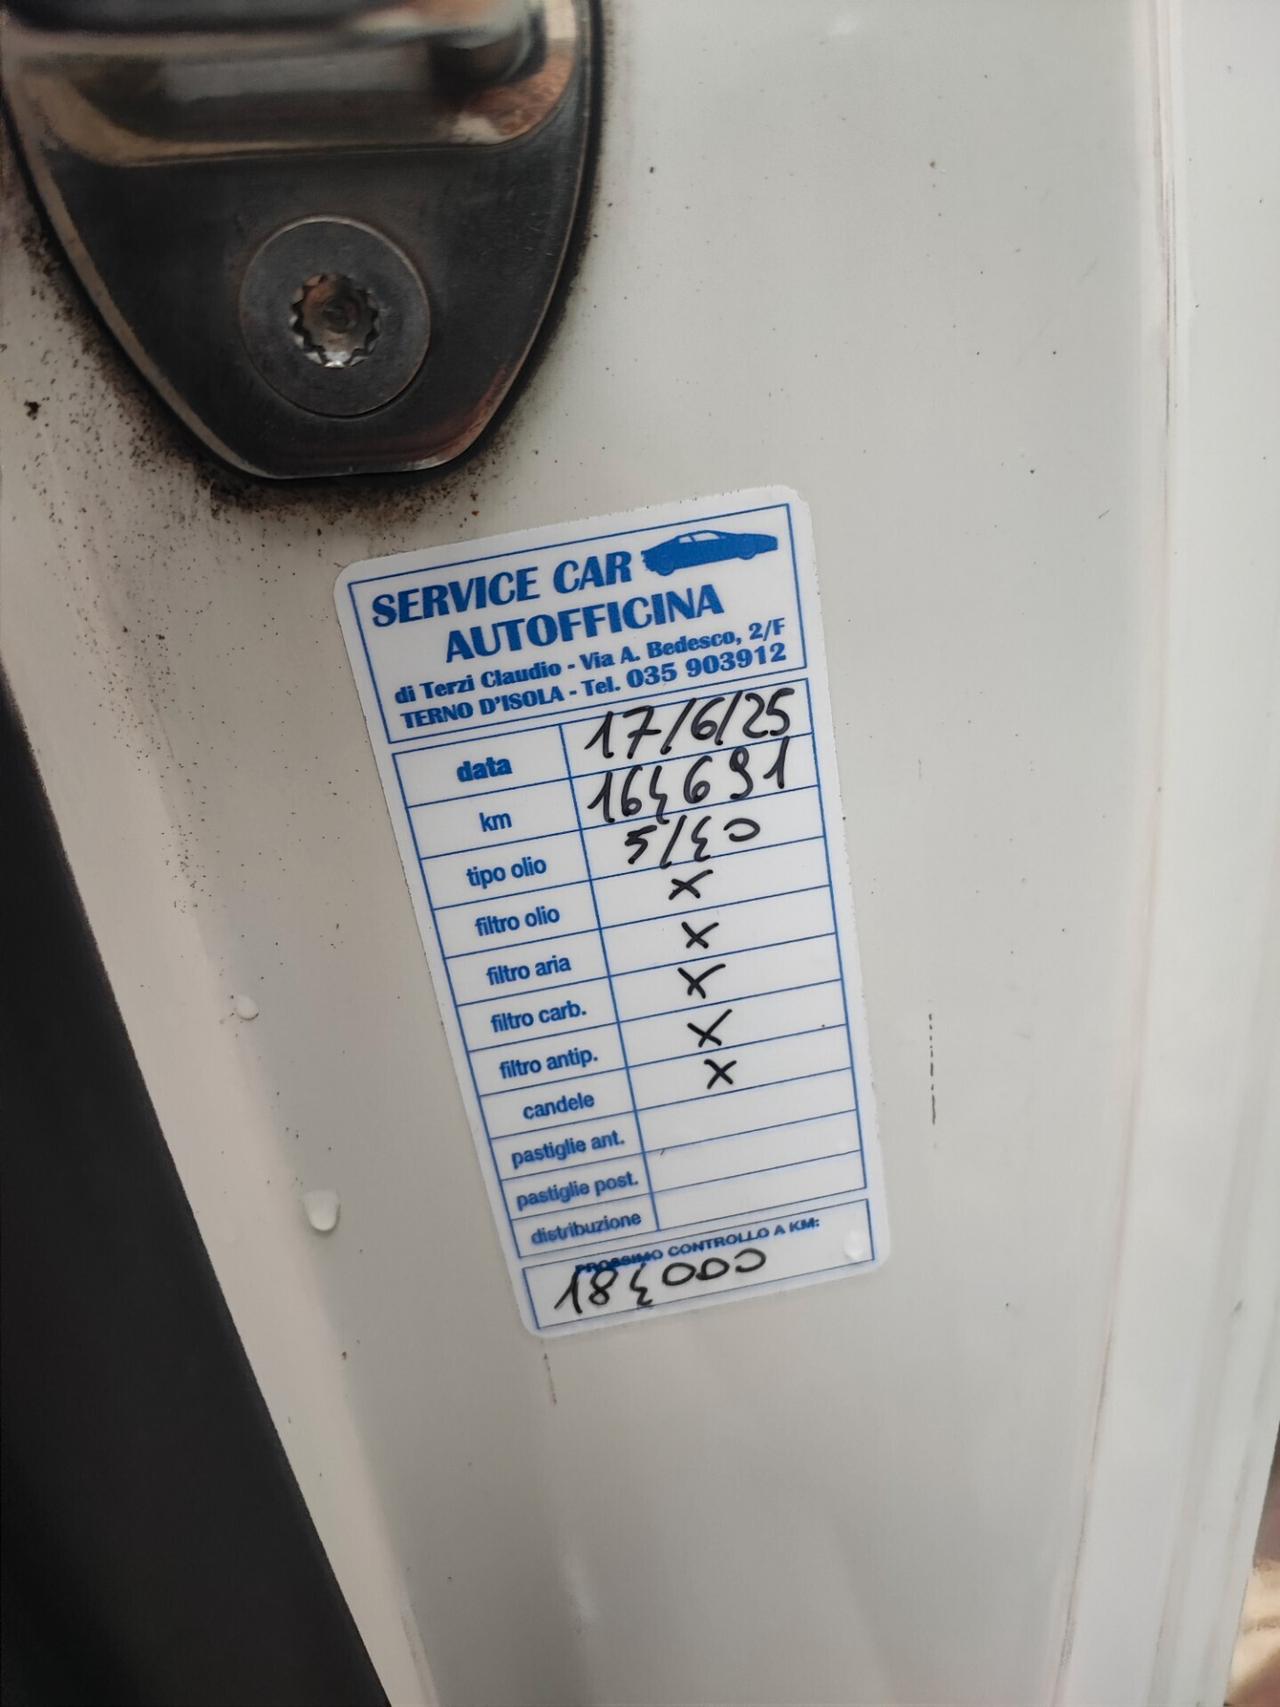 SERVICE CAR
AUTOFFICINA
di Terzi Claudio - Via A. Bedesco, 2/F
TERNO D'ISOLA - Tel. 035 903912
data 17/6/25
km 164691
tipo olio 5/40
filtro olio X
filtro aria X
filtro carb. X
filtro antip. X
candele X
pastiglie ant.
pastiglie post.
distribuzione
PROSSIMO CONTROLLO A KM:
184000